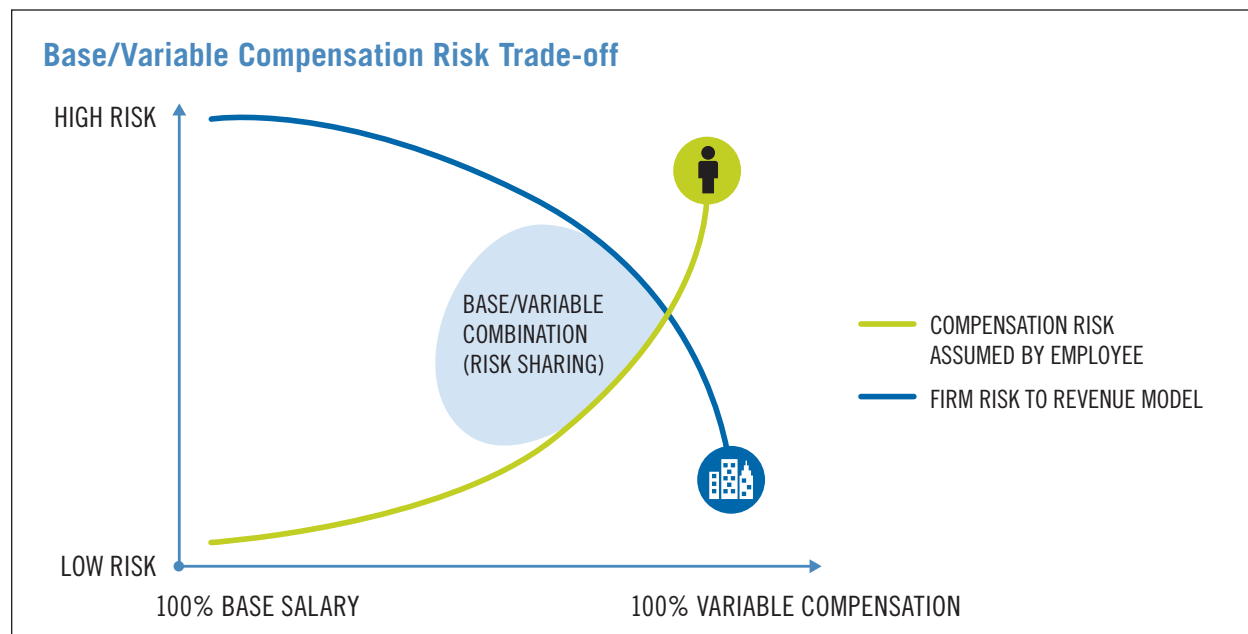 Base/Variable Compensation Risk Trade-off
HIGH RISK
BASE/VARIABLE
COMBINATION
(RISK SHARING)
COMPENSATION RISK
ASSUMED BY EMPLOYEE
FIRM RISK TO REVENUE MODEL
LOW RISK
100% BASE SALARY
100% VARIABLE COMPENSATION